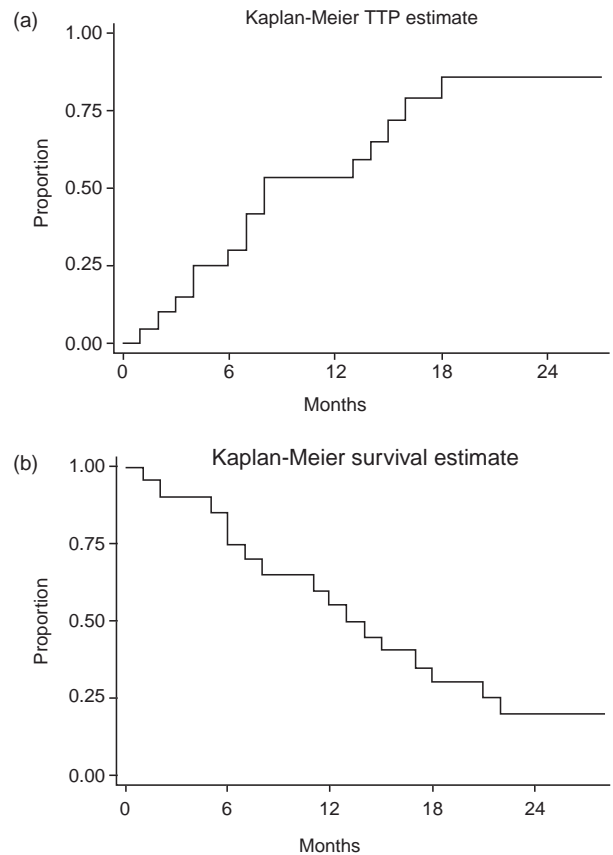 (a)
Kaplan-Meier TTP estimate
1.00
0.75
0.50
0.25
0.00
Proportion
0 6 12 18 24
Months
(b)
Kaplan-Meier survival estimate
1.00
0.75
0.50
0.25
0.00
Proportion
0 6 12 18 24
Months